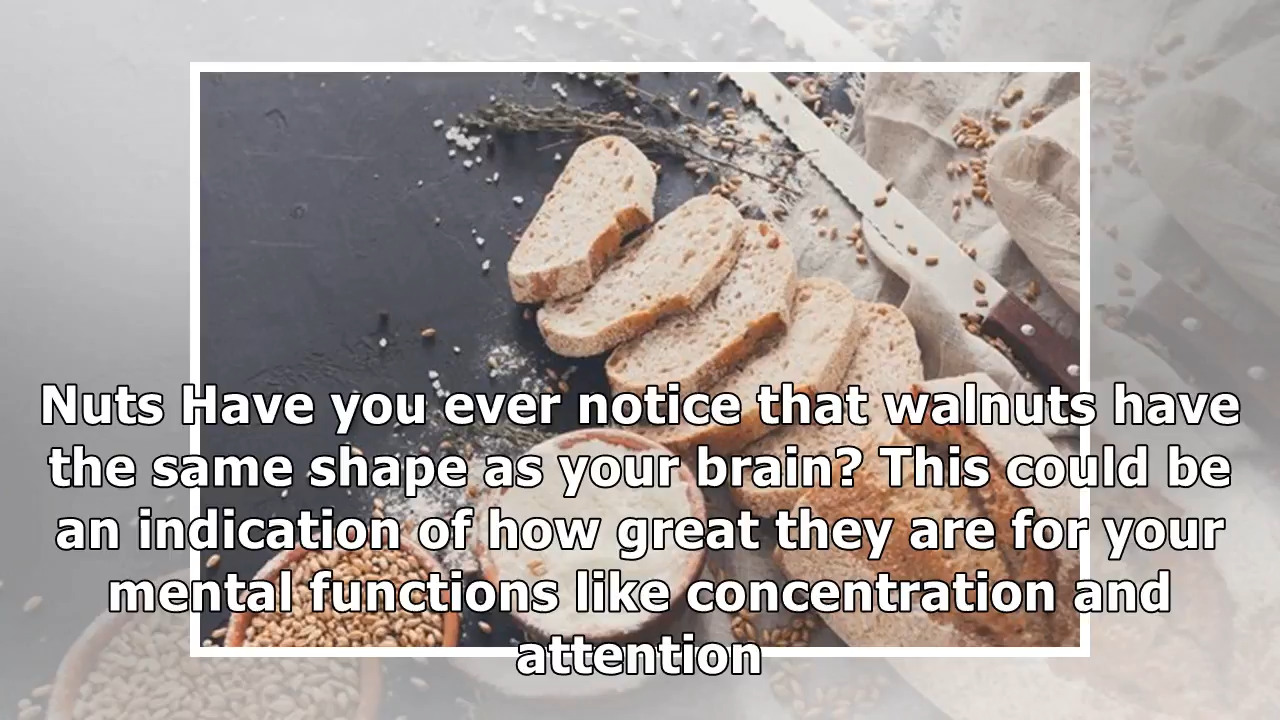 Nuts Have you ever notice that walnuts have
the same shape as your brain? This could be
an indication of how great they are for your
mental functions like concentration and
attention